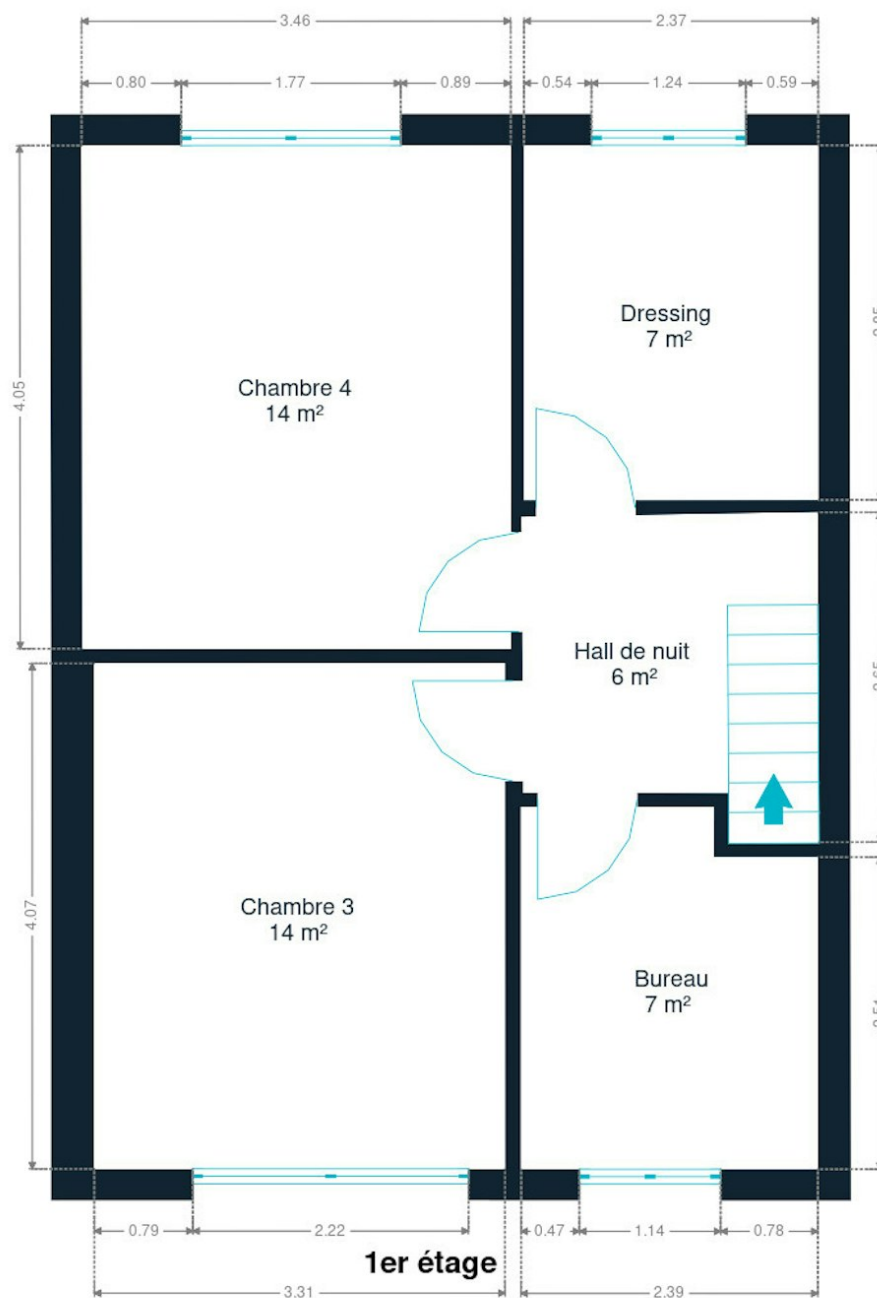 3.46
2.37
0.80
1.77
0.89
0.54
1.24
0.59
4.05
Dressing
7 m²
Chambre 4
14 m²
Hall de nuit
6 m²
4.07
Chambre 3
14 m²
Bureau
7 m²
0.79
2.22
0.47
1.14
0.78
1er étage
3.31
2.39